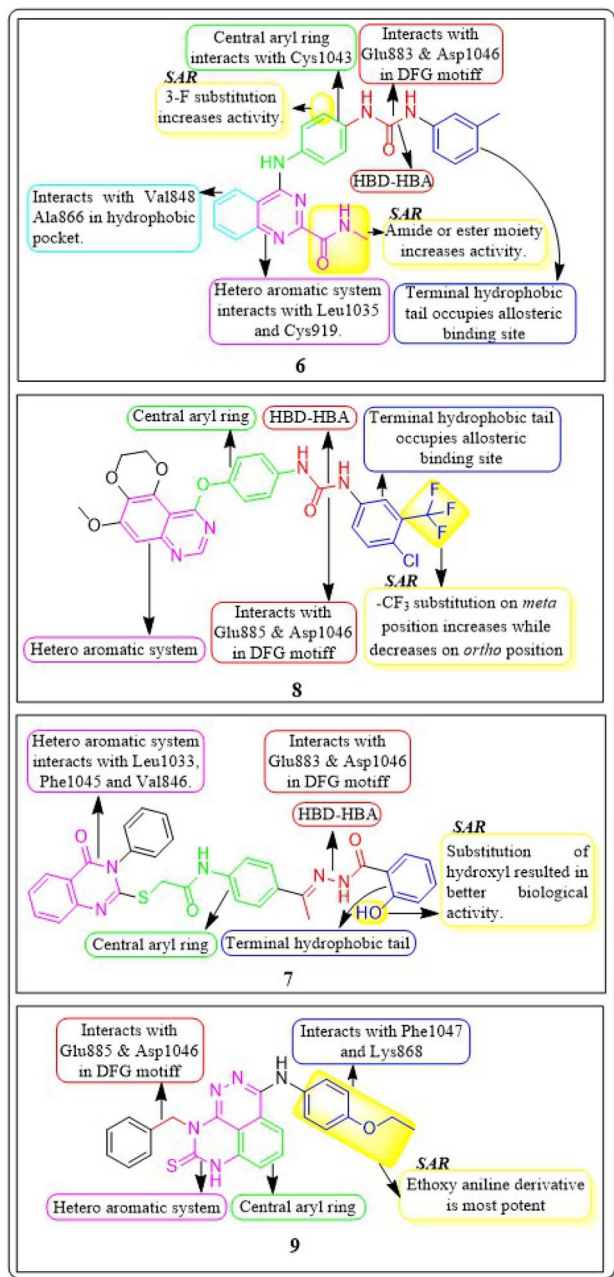 Central aryl ring
interacts with Cys1043
Interacts with
Glu883 & Asp1046
in DFG motiff
SAR
3-F substitution
increases activity.
H
N
H
N
O
HN
HBD-HBA
Interacts with Val848
Ala866 in hydrophobic
pocket.
N
N
H
N
O
SAR
Amide or ester moiety
increases activity.
Hetero aromatic system
interacts with Leu1035
and Cys919.
Terminal hydrophobic
tail occupies allosteric
binding site
6
Central aryl ring
HBD-HBA
Terminal hydrophobic tail
occupies allosteric
binding site
O
O
O
O
N
N
H
N
H
N
O
F
F
F
Cl
SAR
-CF3 substitution on meta
position increases while
decreases on ortho position
Interacts with
Glu885 & Asp1046
in DFG motiff
Hetero aromatic system
8
Hetero aromatic system
interacts with Leu1033,
Phe1045 and Val846.
Interacts with
Glu883 & Asp1046
in DFG motiff
HBD-HBA
SAR
Substitution of
hydroxyl resulted in
better biological
activity.
O
N
N
S
O
H
N
N
NH
O
HO
Central aryl ring
Terminal hydrophobic tail
7
Interacts with
Glu885 & Asp1046
in DFG motiff
Interacts with Phe1047
and Lys868
H
N
N
N
N
S
N
H
O
SAR
Ethoxy aniline derivative
is most potent
Hetero aromatic system
Central aryl ring
9